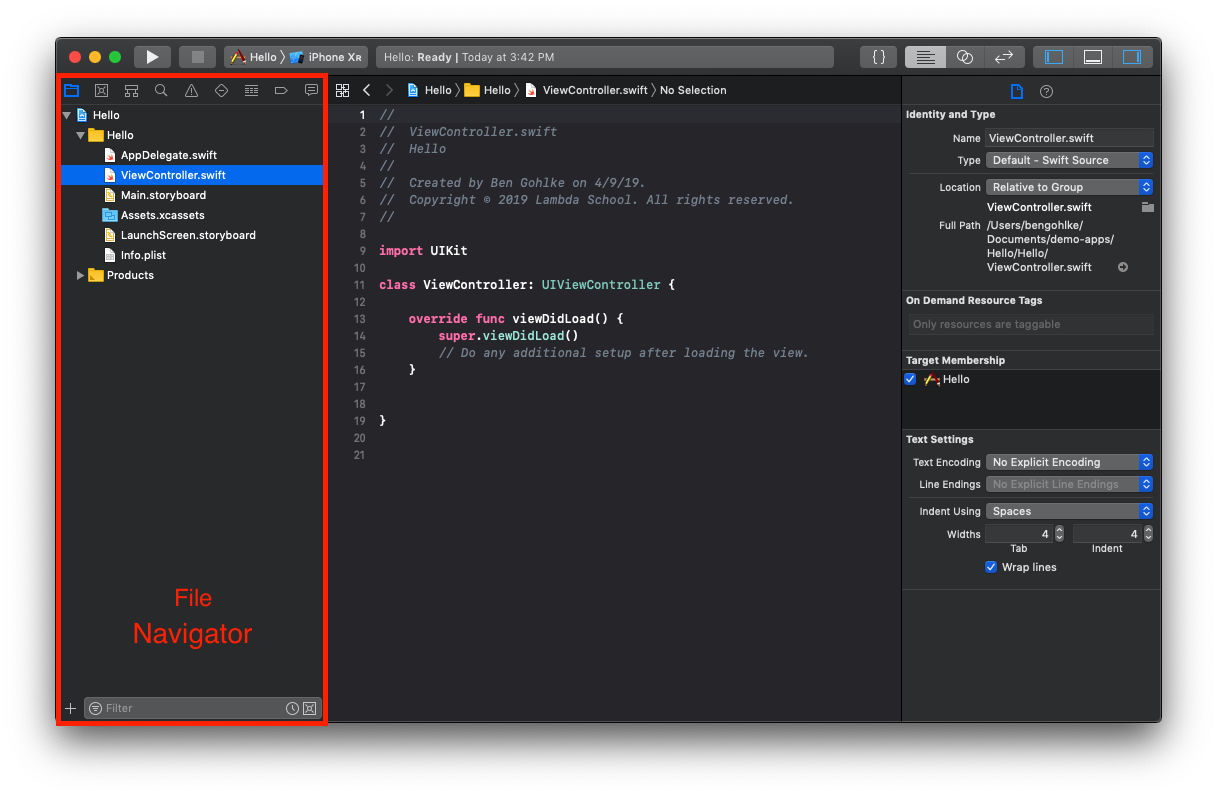 Hello 〉 iPhone Xʀ
Hello: Ready | Today at 3:42 PM
{ }
Hello 〉 Hello 〉 ViewController.swift 〉 No Selection
Hello
Hello
AppDelegate.swift
ViewController.swift
Main.storyboard
Assets.xcassets
LaunchScreen.storyboard
Info.plist
Products
File
Navigator
Filter
1 //
2 //  ViewController.swift
3 //  Hello
4 //
5 //  Created by Ben Gohlke on 4/9/19.
6 //  Copyright © 2019 Lambda School. All rights reserved.
7 //
8
9 import UIKit
10
11 class ViewController: UIViewController {
12
13     override func viewDidLoad() {
14         super.viewDidLoad()
15         // Do any additional setup after loading the view.
16     }
17
18
19 }
20
21
Identity and Type
Name ViewController.swift
Type Default - Swift Source
Location Relative to Group
ViewController.swift
Full Path /Users/bengohlke/
Documents/demo-apps/
Hello/Hello/
ViewController.swift
On Demand Resource Tags
Only resources are taggable
Target Membership
Hello
Text Settings
Text Encoding No Explicit Encoding
Line Endings No Explicit Line Endings
Indent Using Spaces
Widths 4 4
Tab Indent
Wrap lines